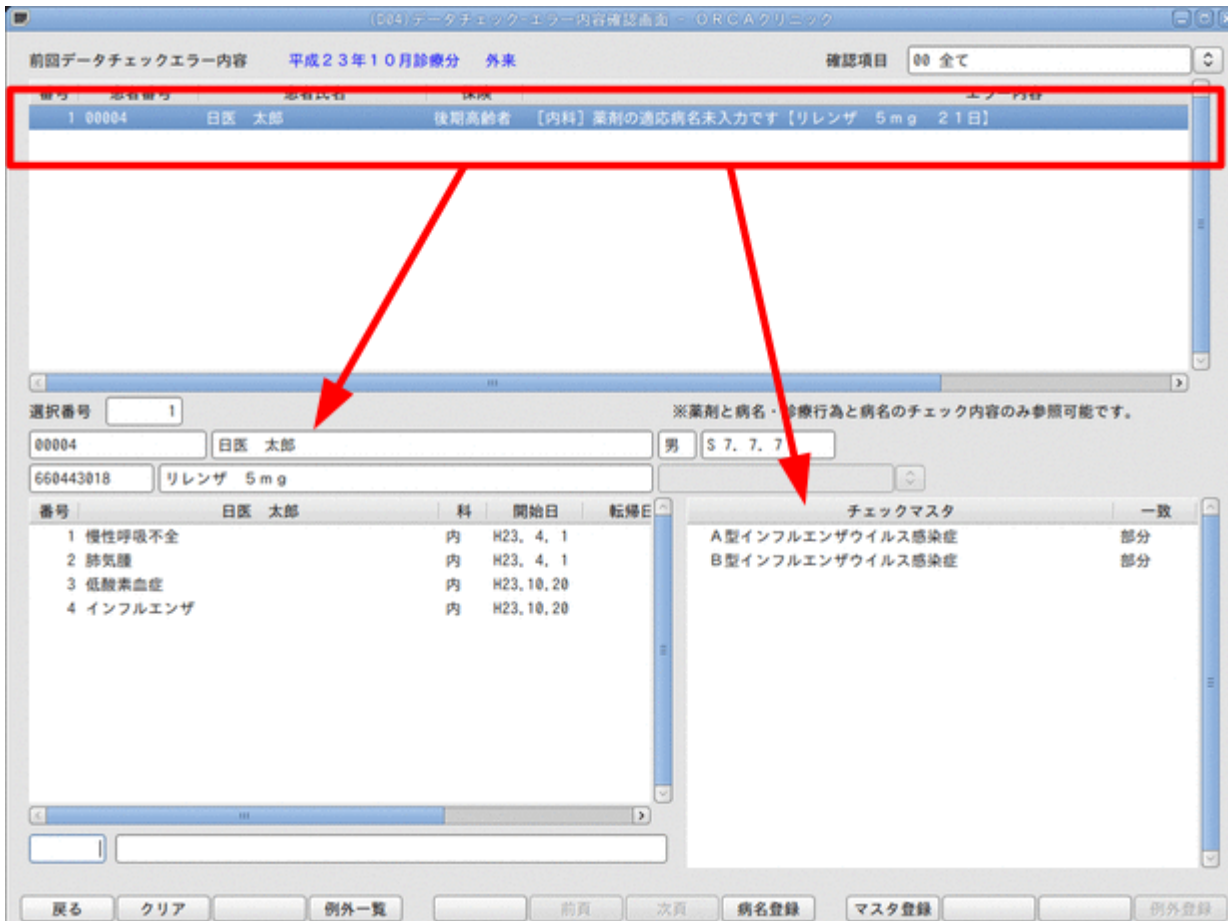 (D04)データチェック-エラー内容確認画面 - ORCAクリニック
前回データチェックエラー内容 平成23年10月診療分 外来 確認項目 00 全て
番号 患者番号 患者氏名 保険 エラー内容
1 00004 日医 太郎 後期高齢者 [内科]薬剤の適応病名未入力です【リレンザ 5mg 21日】
選択番号 1 ※薬剤と病名・診療行為と病名のチェック内容のみ参照可能です。
00004 日医 太郎 男 S 7. 7. 7
660443018 リレンザ 5mg
番号 日医 太郎 科 開始日 転帰日 チェックマスタ 一致
1 慢性呼吸不全 内 H23. 4. 1 A型インフルエンザウイルス感染症 部分
2 肺気腫 内 H23. 4. 1 B型インフルエンザウイルス感染症 部分
3 低酸素血症 内 H23.10.20
4 インフルエンザ 内 H23.10.20
戻る クリア 例外一覧 前頁 次頁 病名登録 マスタ登録 例外登録